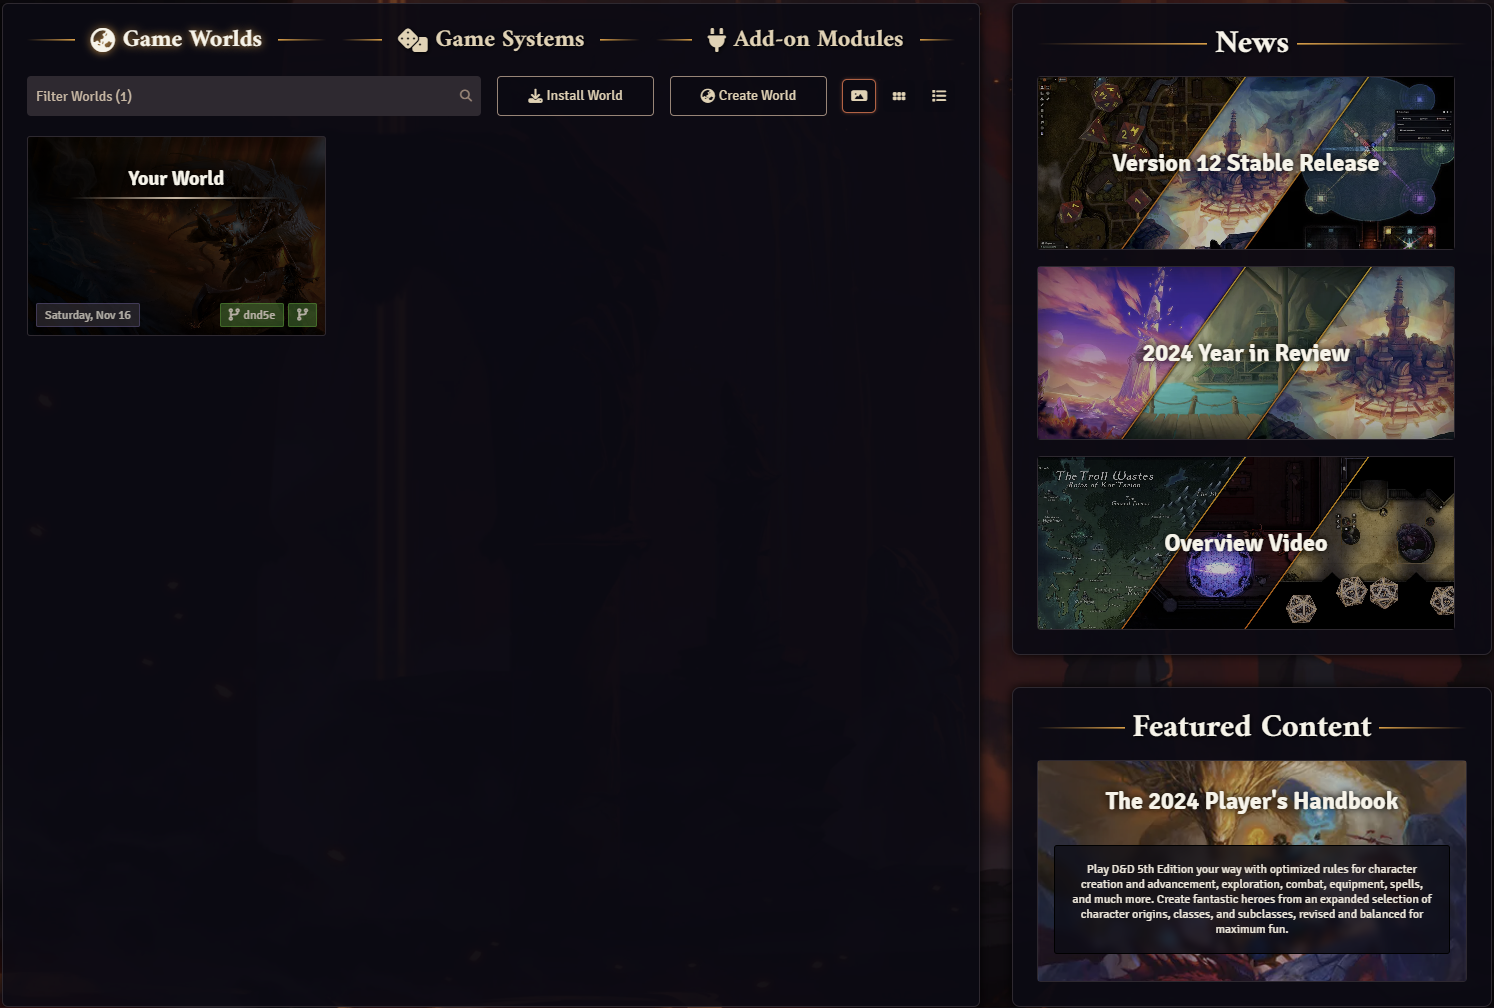 Game Worlds
Game Systems
Add-on Modules
Filter Worlds (1)
Install World
Create World
Your World
Saturday, Nov 16
dnd5e
News
Version 12 Stable Release
2024 Year in Review
The Troll Wastes
Overview Video
Featured Content
The 2024 Player's Handbook
Play D&D 5th Edition your way with optimized rules for character
creation and advancement, exploration, combat, equipment, spells,
and much more. Create fantastic heroes from an expanded selection of
character origins, classes, and subclasses, revised and balanced for
maximum fun.